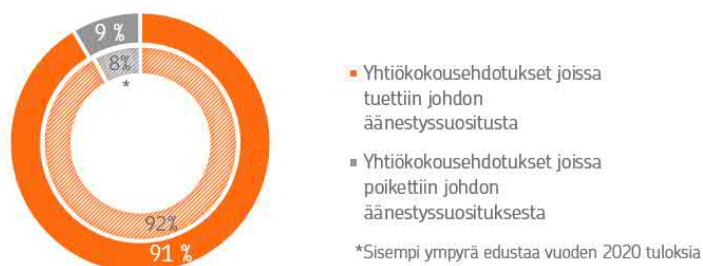 9 %
8%
*
92%
91 %
▪ Yhtiökokousehdotukset joissa
tuettiin johdon
äänestyssuositusta
▪ Yhtiökokousehdotukset joissa
poikettiin johdon
äänestyssuosituksesta
*Sisempi ympyrä edustaa vuoden 2020 tuloksia